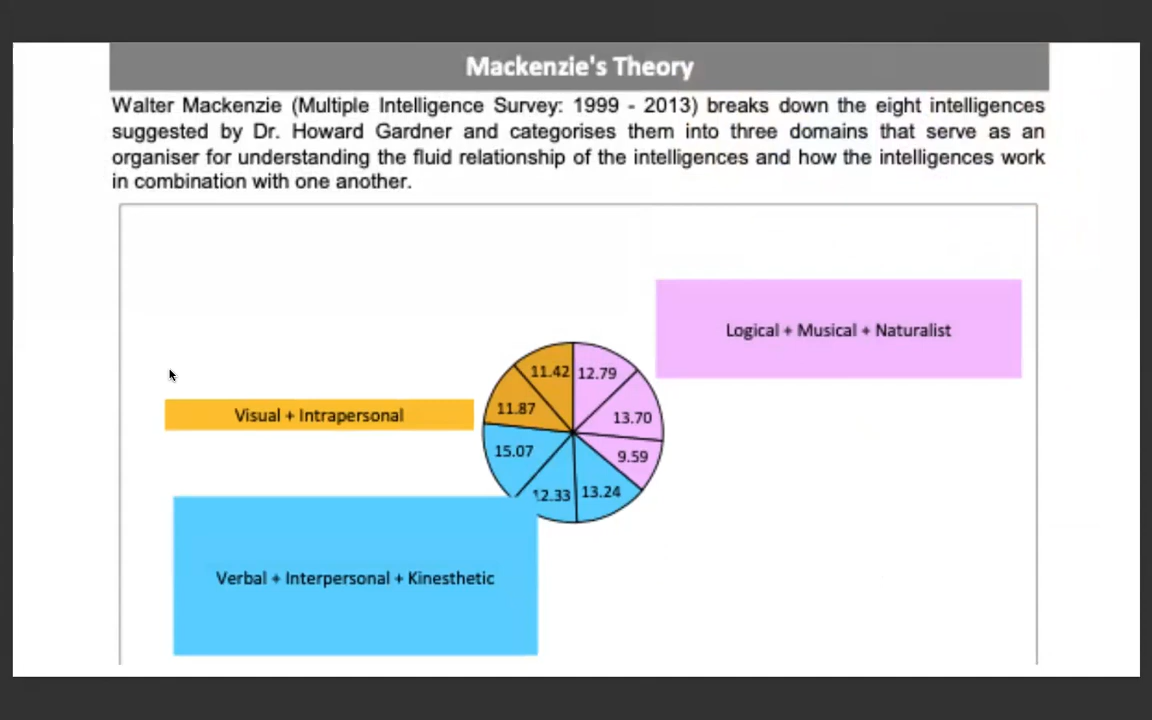 Mackenzie's Theory
Walter Mackenzie (Multiple Intelligence Survey: 1999 - 2013) breaks down the eight intelligences
suggested by Dr. Howard Gardner and categorises them into three domains that serve as an
organiser for understanding the fluid relationship of the intelligences and how the intelligences work
in combination with one another.
Logical + Musical + Naturalist
11.42 12.79
11.87 13.70
Visual + Intrapersonal
15.07 9.59
12.33 13.24
Verbal + Interpersonal + Kinesthetic